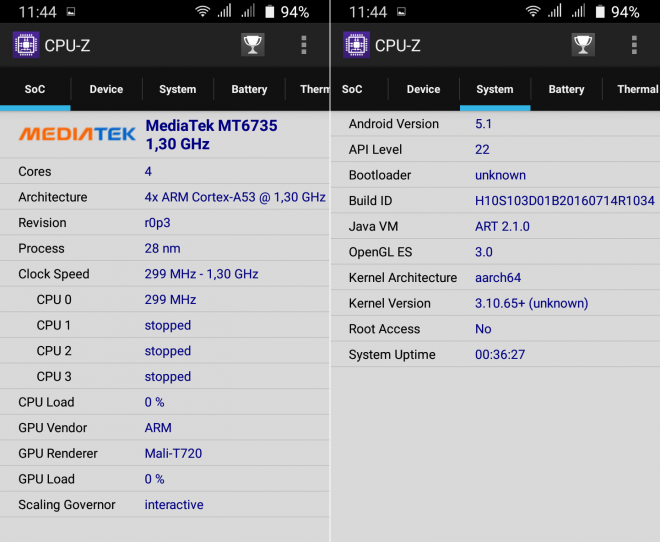 11:44 94%
CPU-Z
SoC Device System Battery Therm
MEDIATEK
MediaTek MT6735
1,30 GHz
Cores 4
Architecture 4x ARM Cortex-A53 @ 1,30 GHz
Revision r0p3
Process 28 nm
Clock Speed 299 MHz - 1,30 GHz
CPU 0 299 MHz
CPU 1 stopped
CPU 2 stopped
CPU 3 stopped
CPU Load 0 %
GPU Vendor ARM
GPU Renderer Mali-T720
GPU Load 0 %
Scaling Governor interactive
11:44 94%
CPU-Z
SoC Device System Battery Thermal
Android Version 5.1
API Level 22
Bootloader unknown
Build ID H10S103D01B20160714R1034
Java VM ART 2.1.0
OpenGL ES 3.0
Kernel Architecture aarch64
Kernel Version 3.10.65+ (unknown)
Root Access No
System Uptime 00:36:27